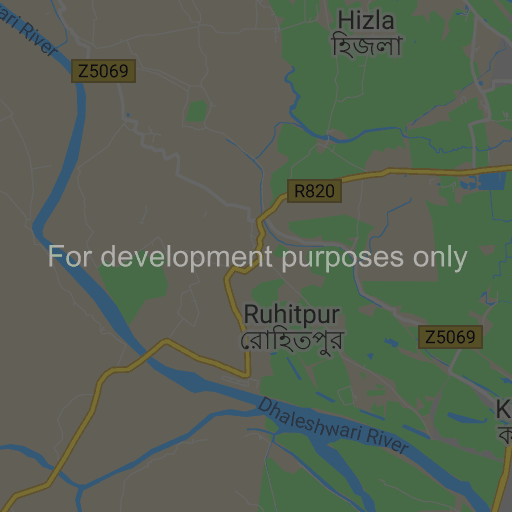 Hizla
হিজলা
ari River
Z5069
R820
For development purposes only
Ruhitpur
রোহিতপুর
Z5069
Dhaleshwari River
K
ক